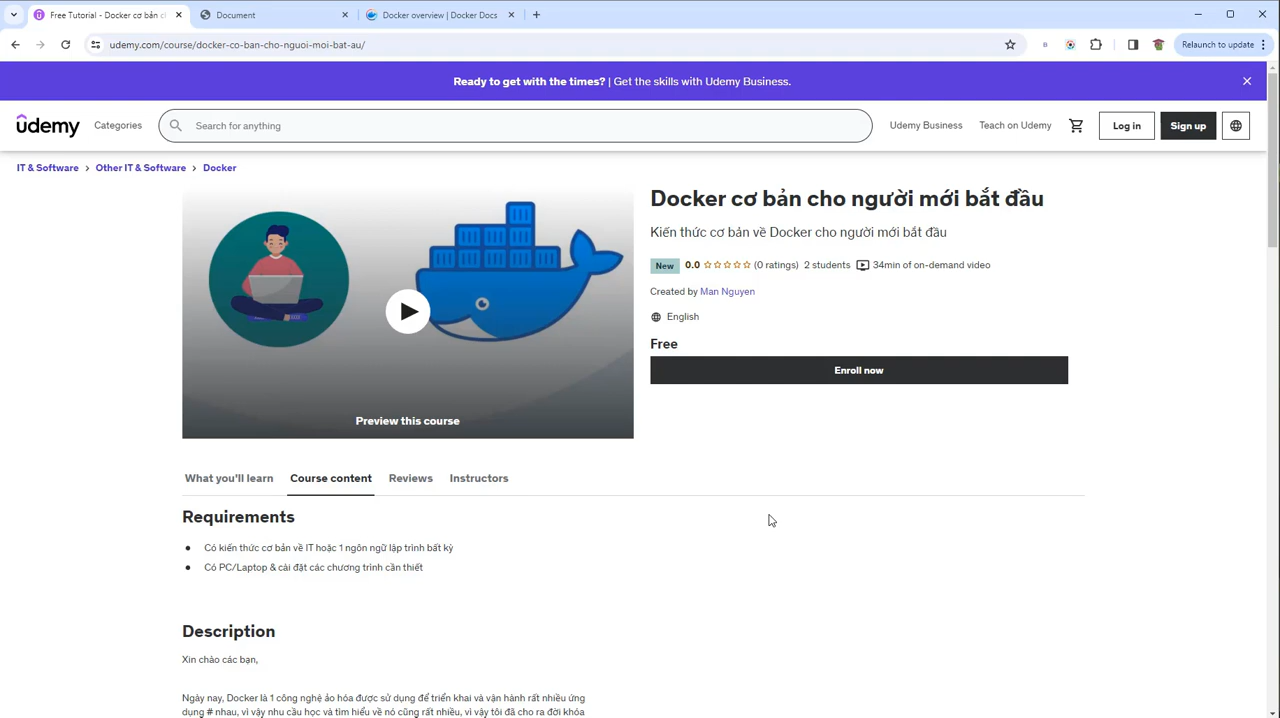 Free Tutorial - Docker cơ bản ch
Document
Docker overview | Docker Docs
udemy.com/course/docker-co-ban-cho-nguoi-moi-bat-au/
Relaunch to update
Ready to get with the times? | Get the skills with Udemy Business.
udemy
Categories
Search for anything
Udemy Business
Teach on Udemy
Log in
Sign up
IT & Software > Other IT & Software > Docker
Docker cơ bản cho người mới bắt đầu
Kiến thức cơ bản về Docker cho người mới bắt đầu
New 0.0 (0 ratings) 2 students 34min of on-demand video
Created by Man Nguyen
English
Free
Enroll now
Preview this course
What you'll learn
Course content
Reviews
Instructors
Requirements
Có kiến thức cơ bản về IT hoặc 1 ngôn ngữ lập trình bất kỳ
Có PC/Laptop & cài đặt các chương trình cần thiết
Description
Xin chào các bạn,
Ngày nay, Docker là 1 công nghệ ảo hóa được sử dụng để triển khai và vận hành rất nhiều ứng
dụng # nhau, vì vậy nhu cầu học và tìm hiểu về nó cũng rất nhiều, vì vậy tôi đã cho ra đời khóa